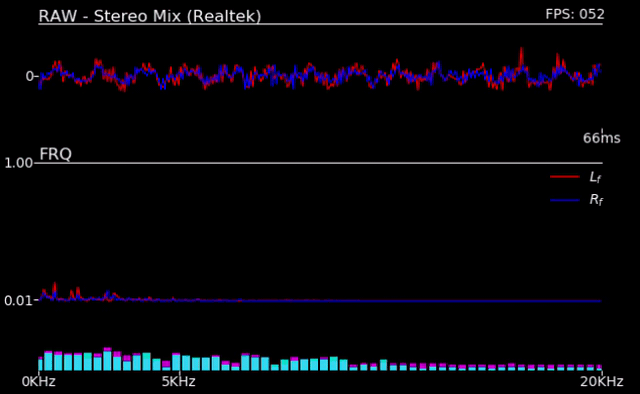 RAW - Stereo Mix (Realtek)
FPS: 052
0
66ms
FRQ
1.00
Lf
Rf
0.01
0KHz 5KHz 20KHz